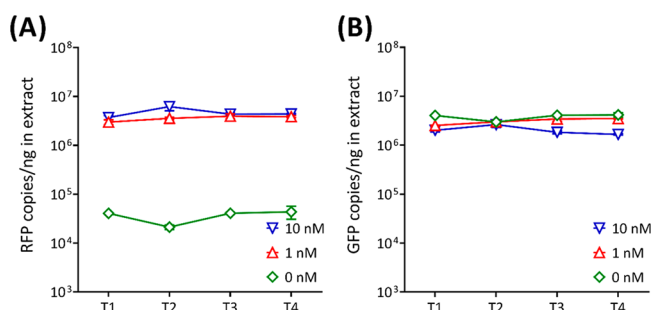 (A)
RFP copies/ng in extract
10⁸
10⁷
10⁶
10⁵
10⁴
10³
10 nM
1 nM
0 nM
T1 T2 T3 T4
(B)
GFP copies/ng in extract
10⁸
10⁷
10⁶
10⁵
10⁴
10³
10 nM
1 nM
0 nM
T1 T2 T3 T4